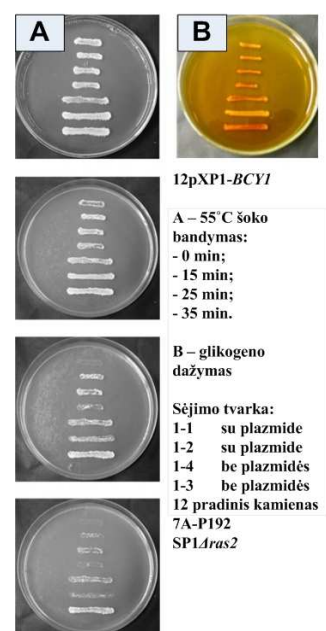 A
B
12pXP1-BCY1
A – 55˚C šoko
bandymas:
- 0 min;
- 15 min;
- 25 min;
- 35 min.
B – glikogeno
dažymas
Sėjimo tvarka:
1-1 su plazmide
1-2 su plazmide
1-4 be plazmidės
1-3 be plazmidės
12 pradinis kamienas
7A-P192
SP1Δras2